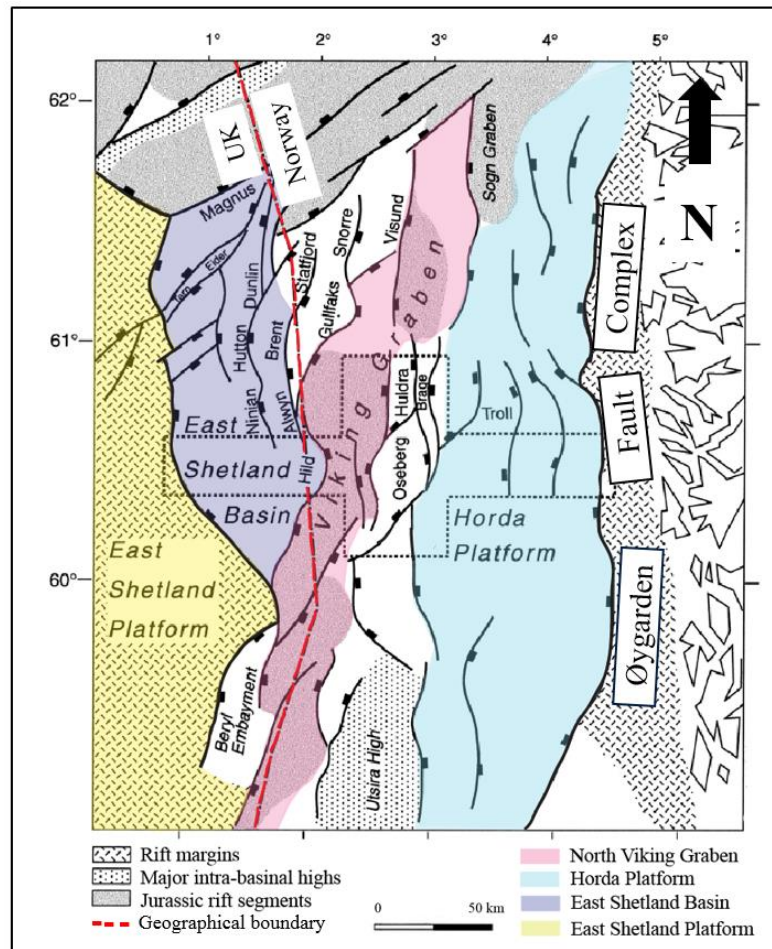 1°
2°
3°
4°
5°
62°
61°
60°
UK
Norway
N
Sogn Graben
Magnus
Visund
Snorre
Statfjord
Gullfaks
Tern
Eider
Dunlin
Hutton
Brent
Ninian
Alwyn
Hild
East
Shetland
Basin
Viking Graben
Huldra
Brage
Oseberg
Troll
Horda
Platform
East
Shetland
Platform
Beryl
Embayment
Utsira High
Øygarden
Fault
Complex
Rift margins
Major intra-basinal highs
Jurassic rift segments
Geographical boundary
0
50 km
North Viking Graben
Horda Platform
East Shetland Basin
East Shetland Platform